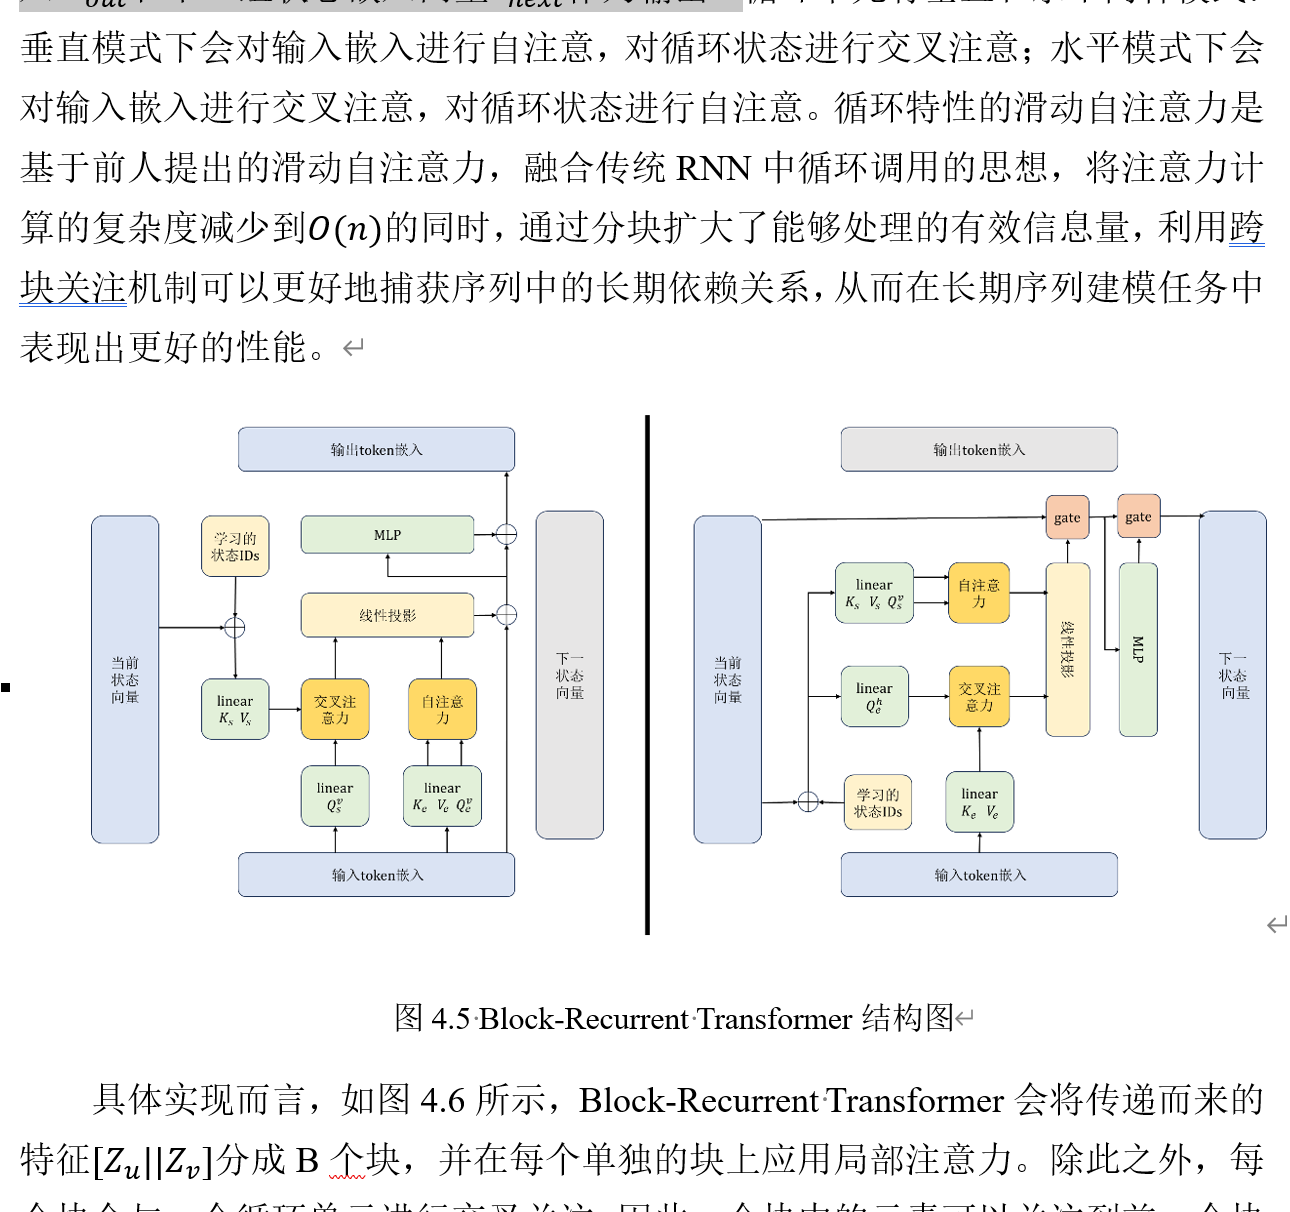 垂直模式下会对输入嵌入进行自注意，对循环状态进行交叉注意；水平模式下会
对输入嵌入进行交叉注意，对循环状态进行自注意。循环特性的滑动自注意力是
基于前人提出的滑动自注意力，融合传统 RNN 中循环调用的思想，将注意力计
算的复杂度减少到O(n)的同时，通过分块扩大了能够处理的有效信息量，利用跨
块关注机制可以更好地捕获序列中的长期依赖关系，从而在长期序列建模任务中
表现出更好的性能。
输出token嵌入
学习的
状态IDs
MLP
线性投影
当前
状态
向量
下一
状态
向量
linear
Ks Vs
交叉注
意力
自注意
力
linear
Qsv
linear
Ke Ve Qev
输入token嵌入
输出token嵌入
gate
gate
linear
Ks Vs Qsv
自注意
力
线性投影
MLP
当前
状态
向量
下一
状态
向量
linear
Qeh
交叉注
意力
学习的
状态IDs
linear
Ke Ve
输入token嵌入
图 4.5 Block-Recurrent Transformer 结构图
具体实现而言，如图 4.6 所示，Block-Recurrent Transformer 会将传递而来的
特征[Zu||Zv]分成 B 个块，并在每个单独的块上应用局部注意力。除此之外，每